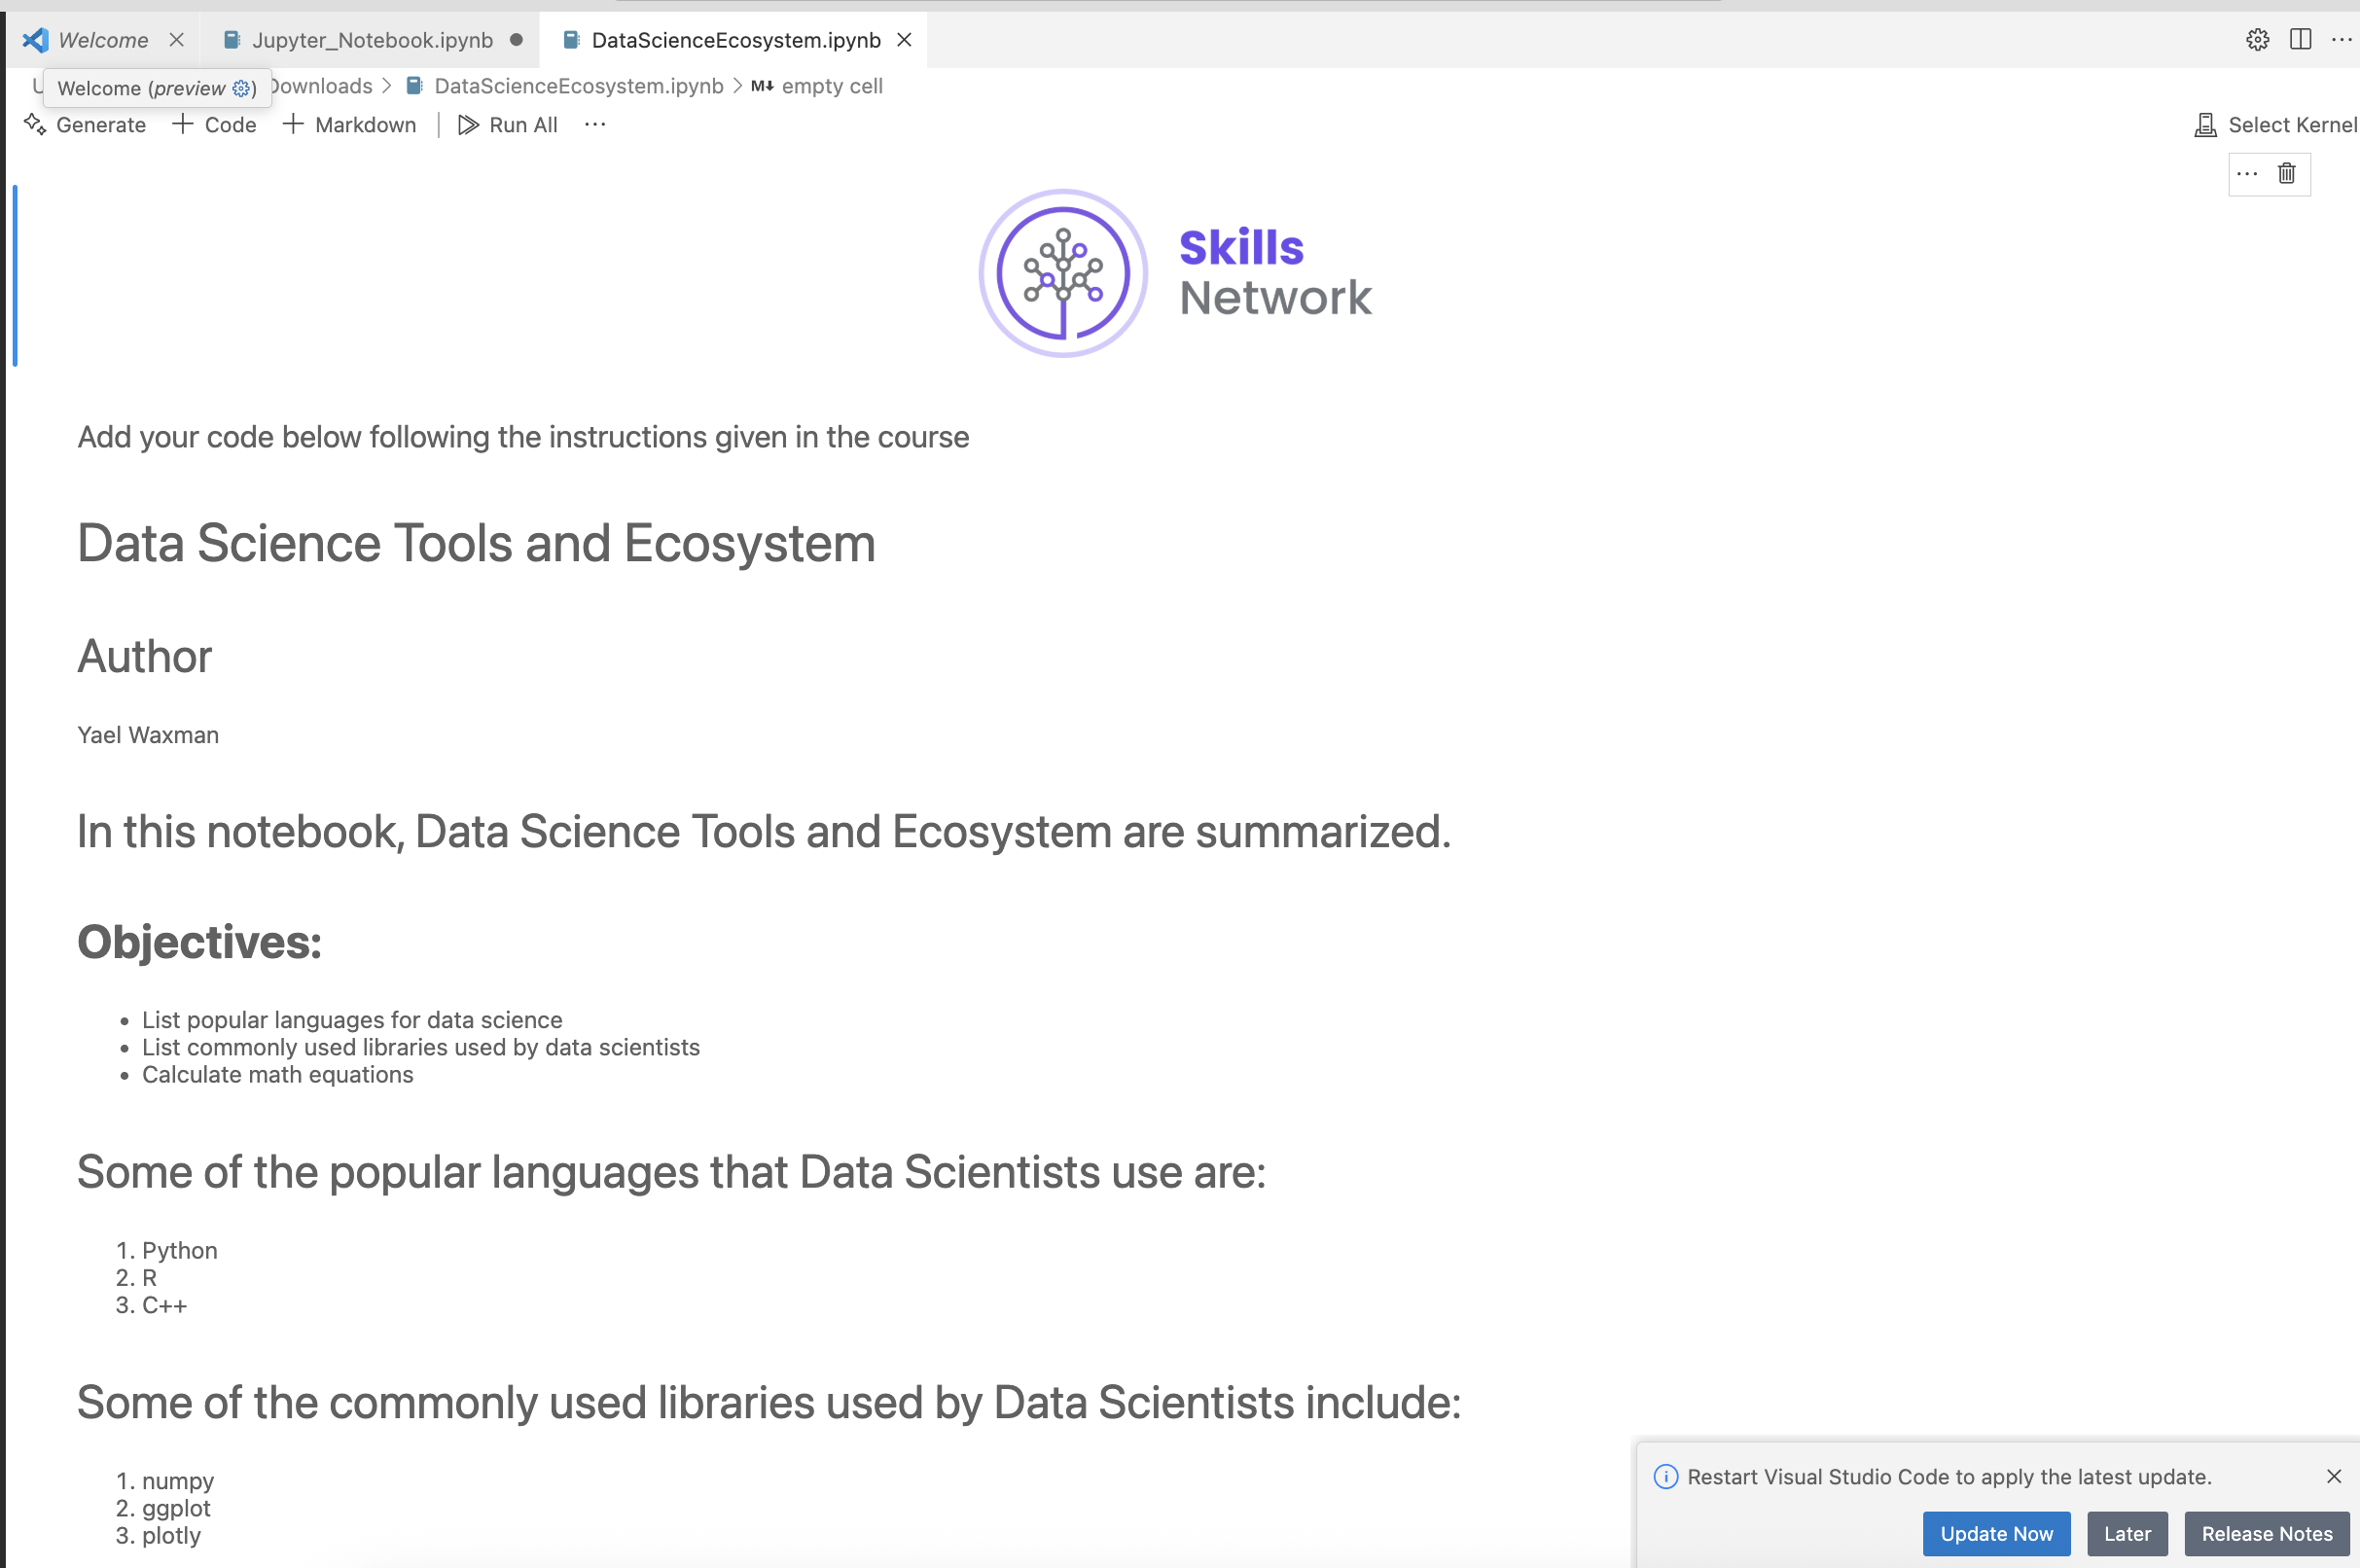 Welcome
Jupyter_Notebook.ipynb
DataScienceEcosystem.ipynb
Welcome (preview)
Downloads > DataScienceEcosystem.ipynb > M↓ empty cell
Generate + Code + Markdown | Run All ...
Select Kernel
Skills
Network
Add your code below following the instructions given in the course
Data Science Tools and Ecosystem
Author
Yael Waxman
In this notebook, Data Science Tools and Ecosystem are summarized.
Objectives:
• List popular languages for data science
• List commonly used libraries used by data scientists
• Calculate math equations
Some of the popular languages that Data Scientists use are:
1. Python
2. R
3. C++
Some of the commonly used libraries used by Data Scientists include:
1. numpy
2. ggplot
3. plotly
Restart Visual Studio Code to apply the latest update.
Update Now
Later
Release Notes